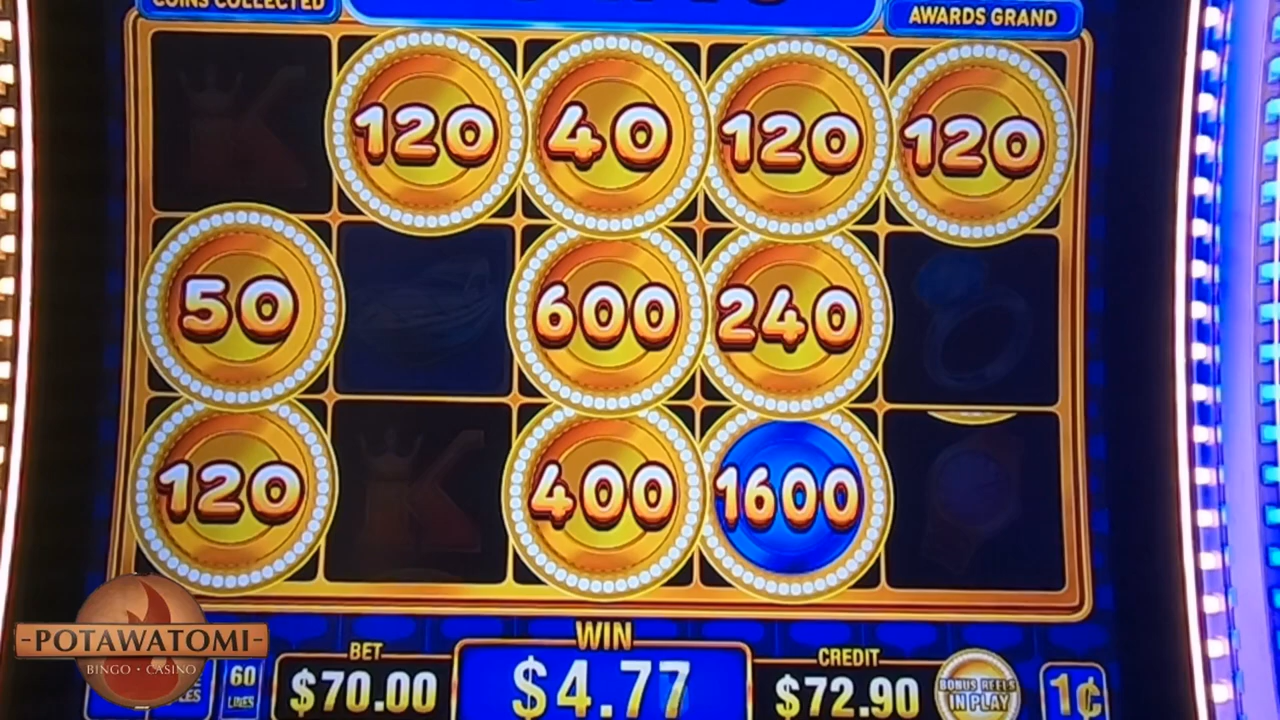 COINS COLLECTED
AWARDS GRAND
120
40
120
120
50
600
240
120
400
1600
-POTAWATOMI-
BINGO • CASINO
60
LINES
BET
$70.00
WIN
$4.77
CREDIT
$72.90
BONUS REELS
IN PLAY
1¢